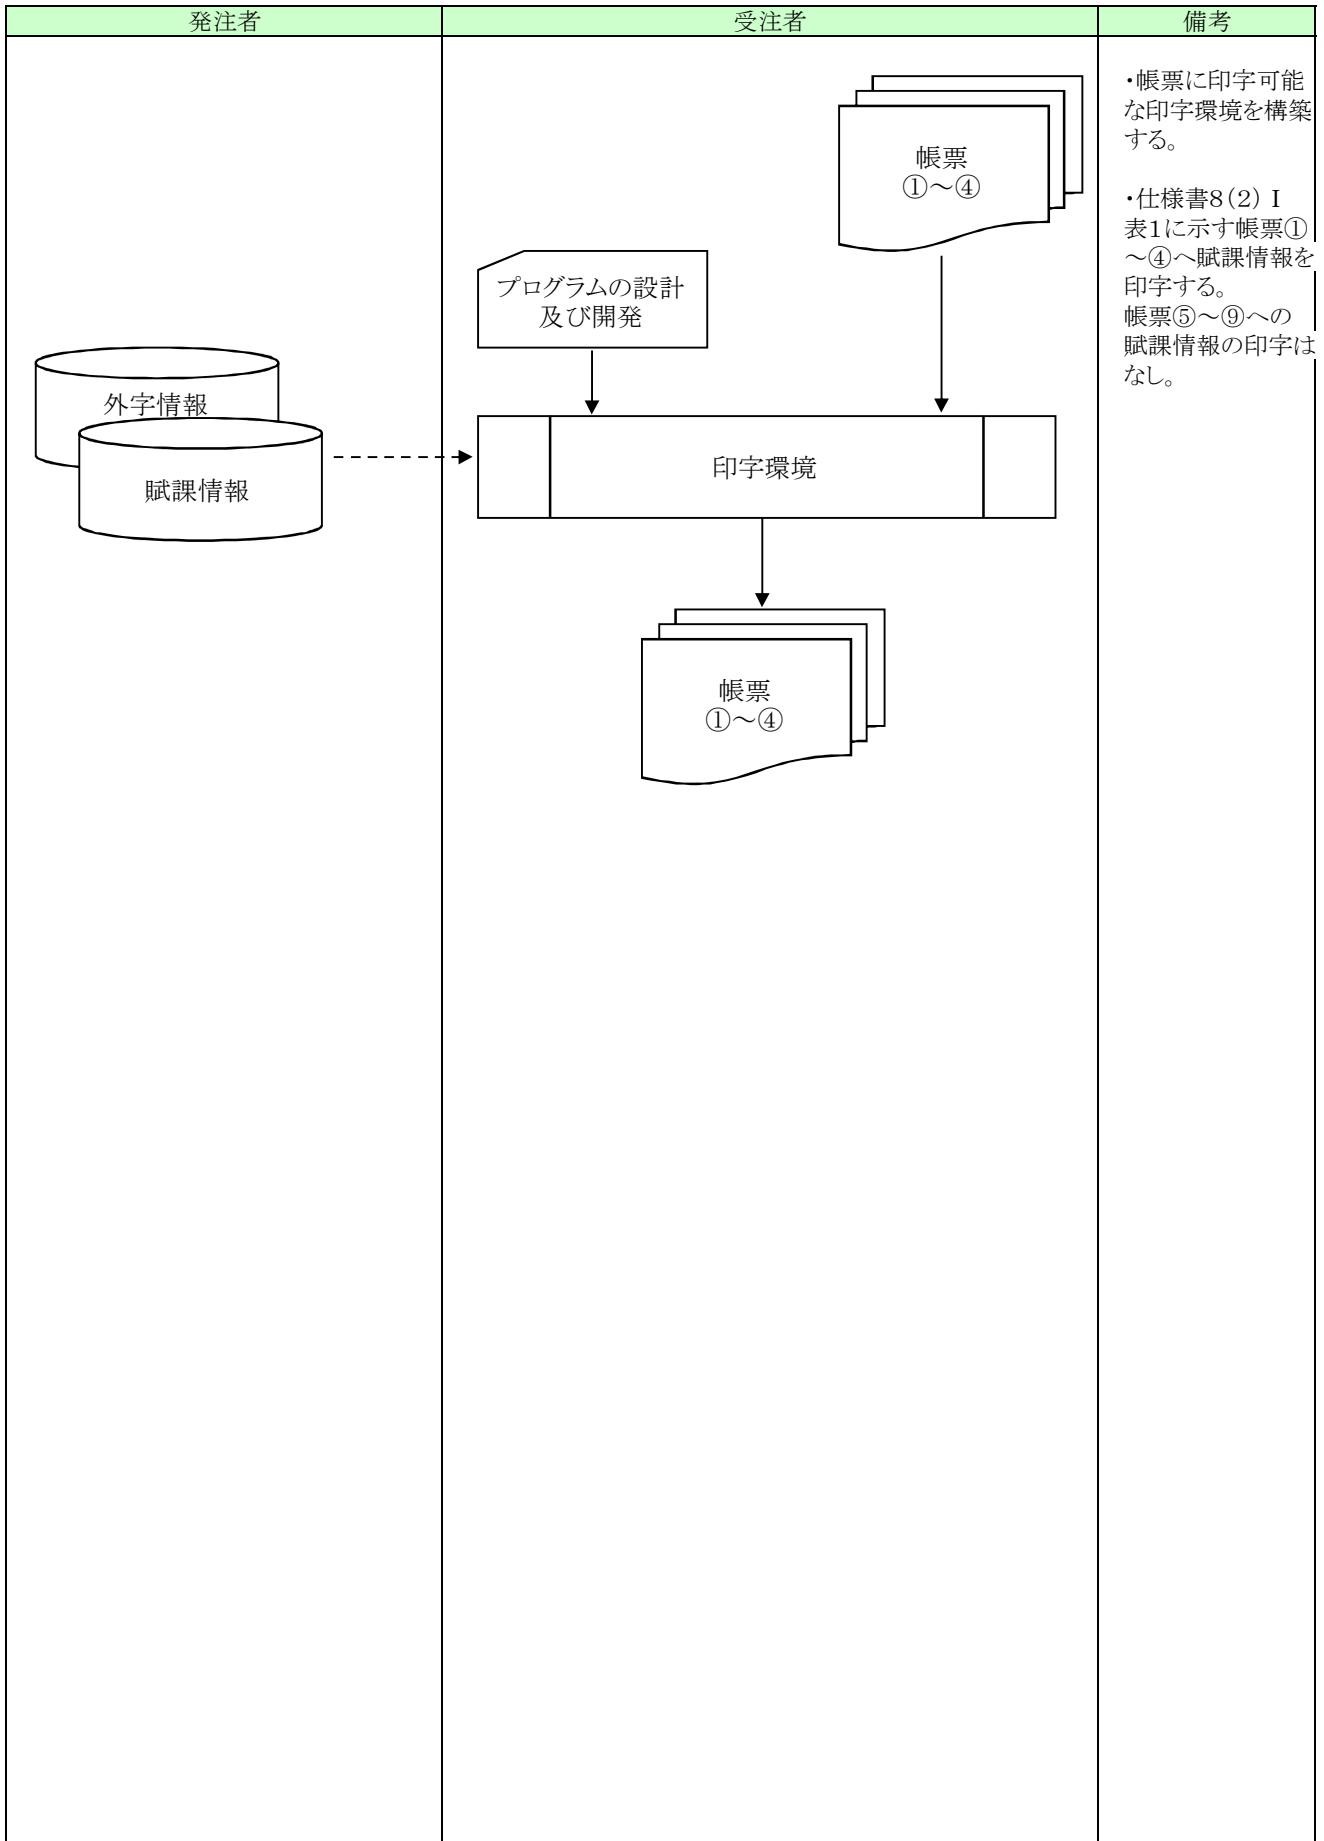 発注者
受注者
備考
帳票
①～④
プログラムの設計
及び開発
外字情報
賦課情報
印字環境
帳票
①～④
・帳票に印字可能
な印字環境を構築
する。
・仕様書8(2) I
表1に示す帳票①
～④へ賦課情報を
印字する。
帳票⑤～⑨への
賦課情報の印字は
なし。